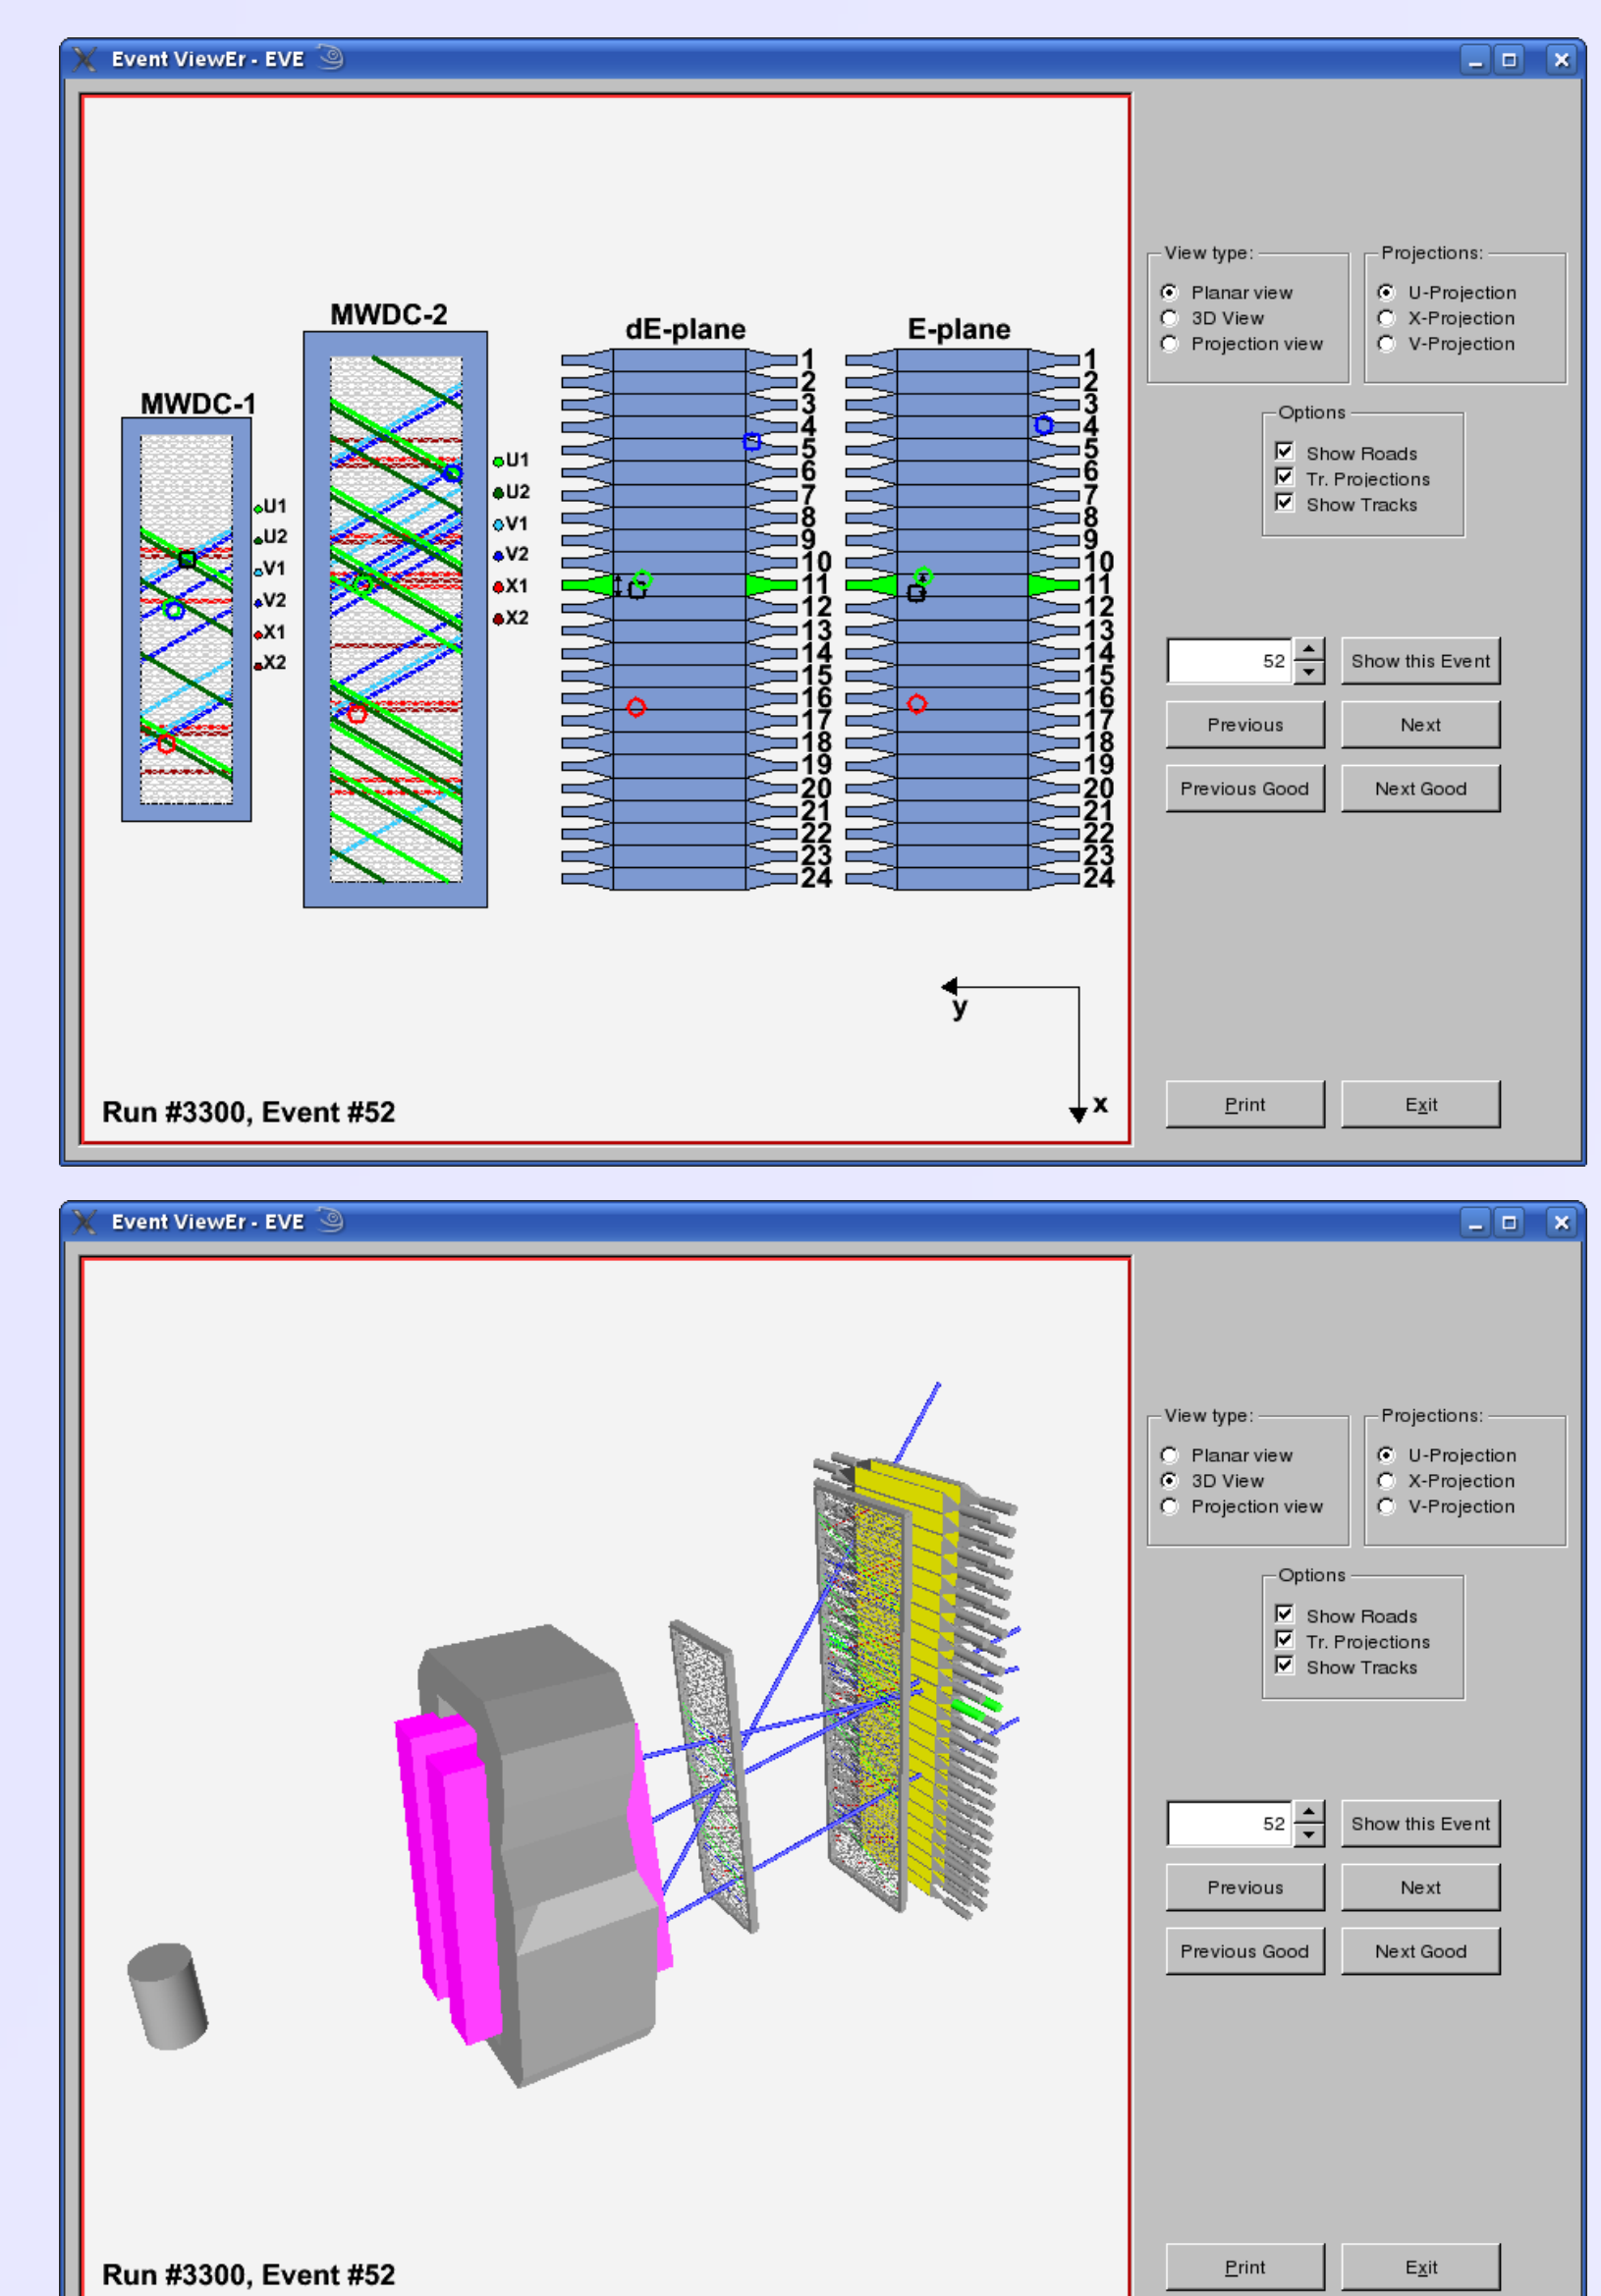 Event ViewEr - EVE
MWDC-1
MWDC-2
dE-plane
E-plane
U1
U2
V1
V2
X1
X2
U1
U2
V1
V2
X1
X2
1
2
3
4
5
6
7
8
9
10
11
12
13
14
15
16
17
18
19
20
21
22
23
24
1
2
3
4
5
6
7
8
9
10
11
12
13
14
15
16
17
18
19
20
21
22
23
24
y
x
Run #3300, Event #52
View type:
Planar view
3D View
Projection view
Projections:
U-Projection
X-Projection
V-Projection
Options
Show Roads
Tr. Projections
Show Tracks
52
Show this Event
Previous
Next
Previous Good
Next Good
Print
Exit
Event ViewEr - EVE
Run #3300, Event #52
View type:
Planar view
3D View
Projection view
Projections:
U-Projection
X-Projection
V-Projection
Options
Show Roads
Tr. Projections
Show Tracks
52
Show this Event
Previous
Next
Previous Good
Next Good
Print
Exit